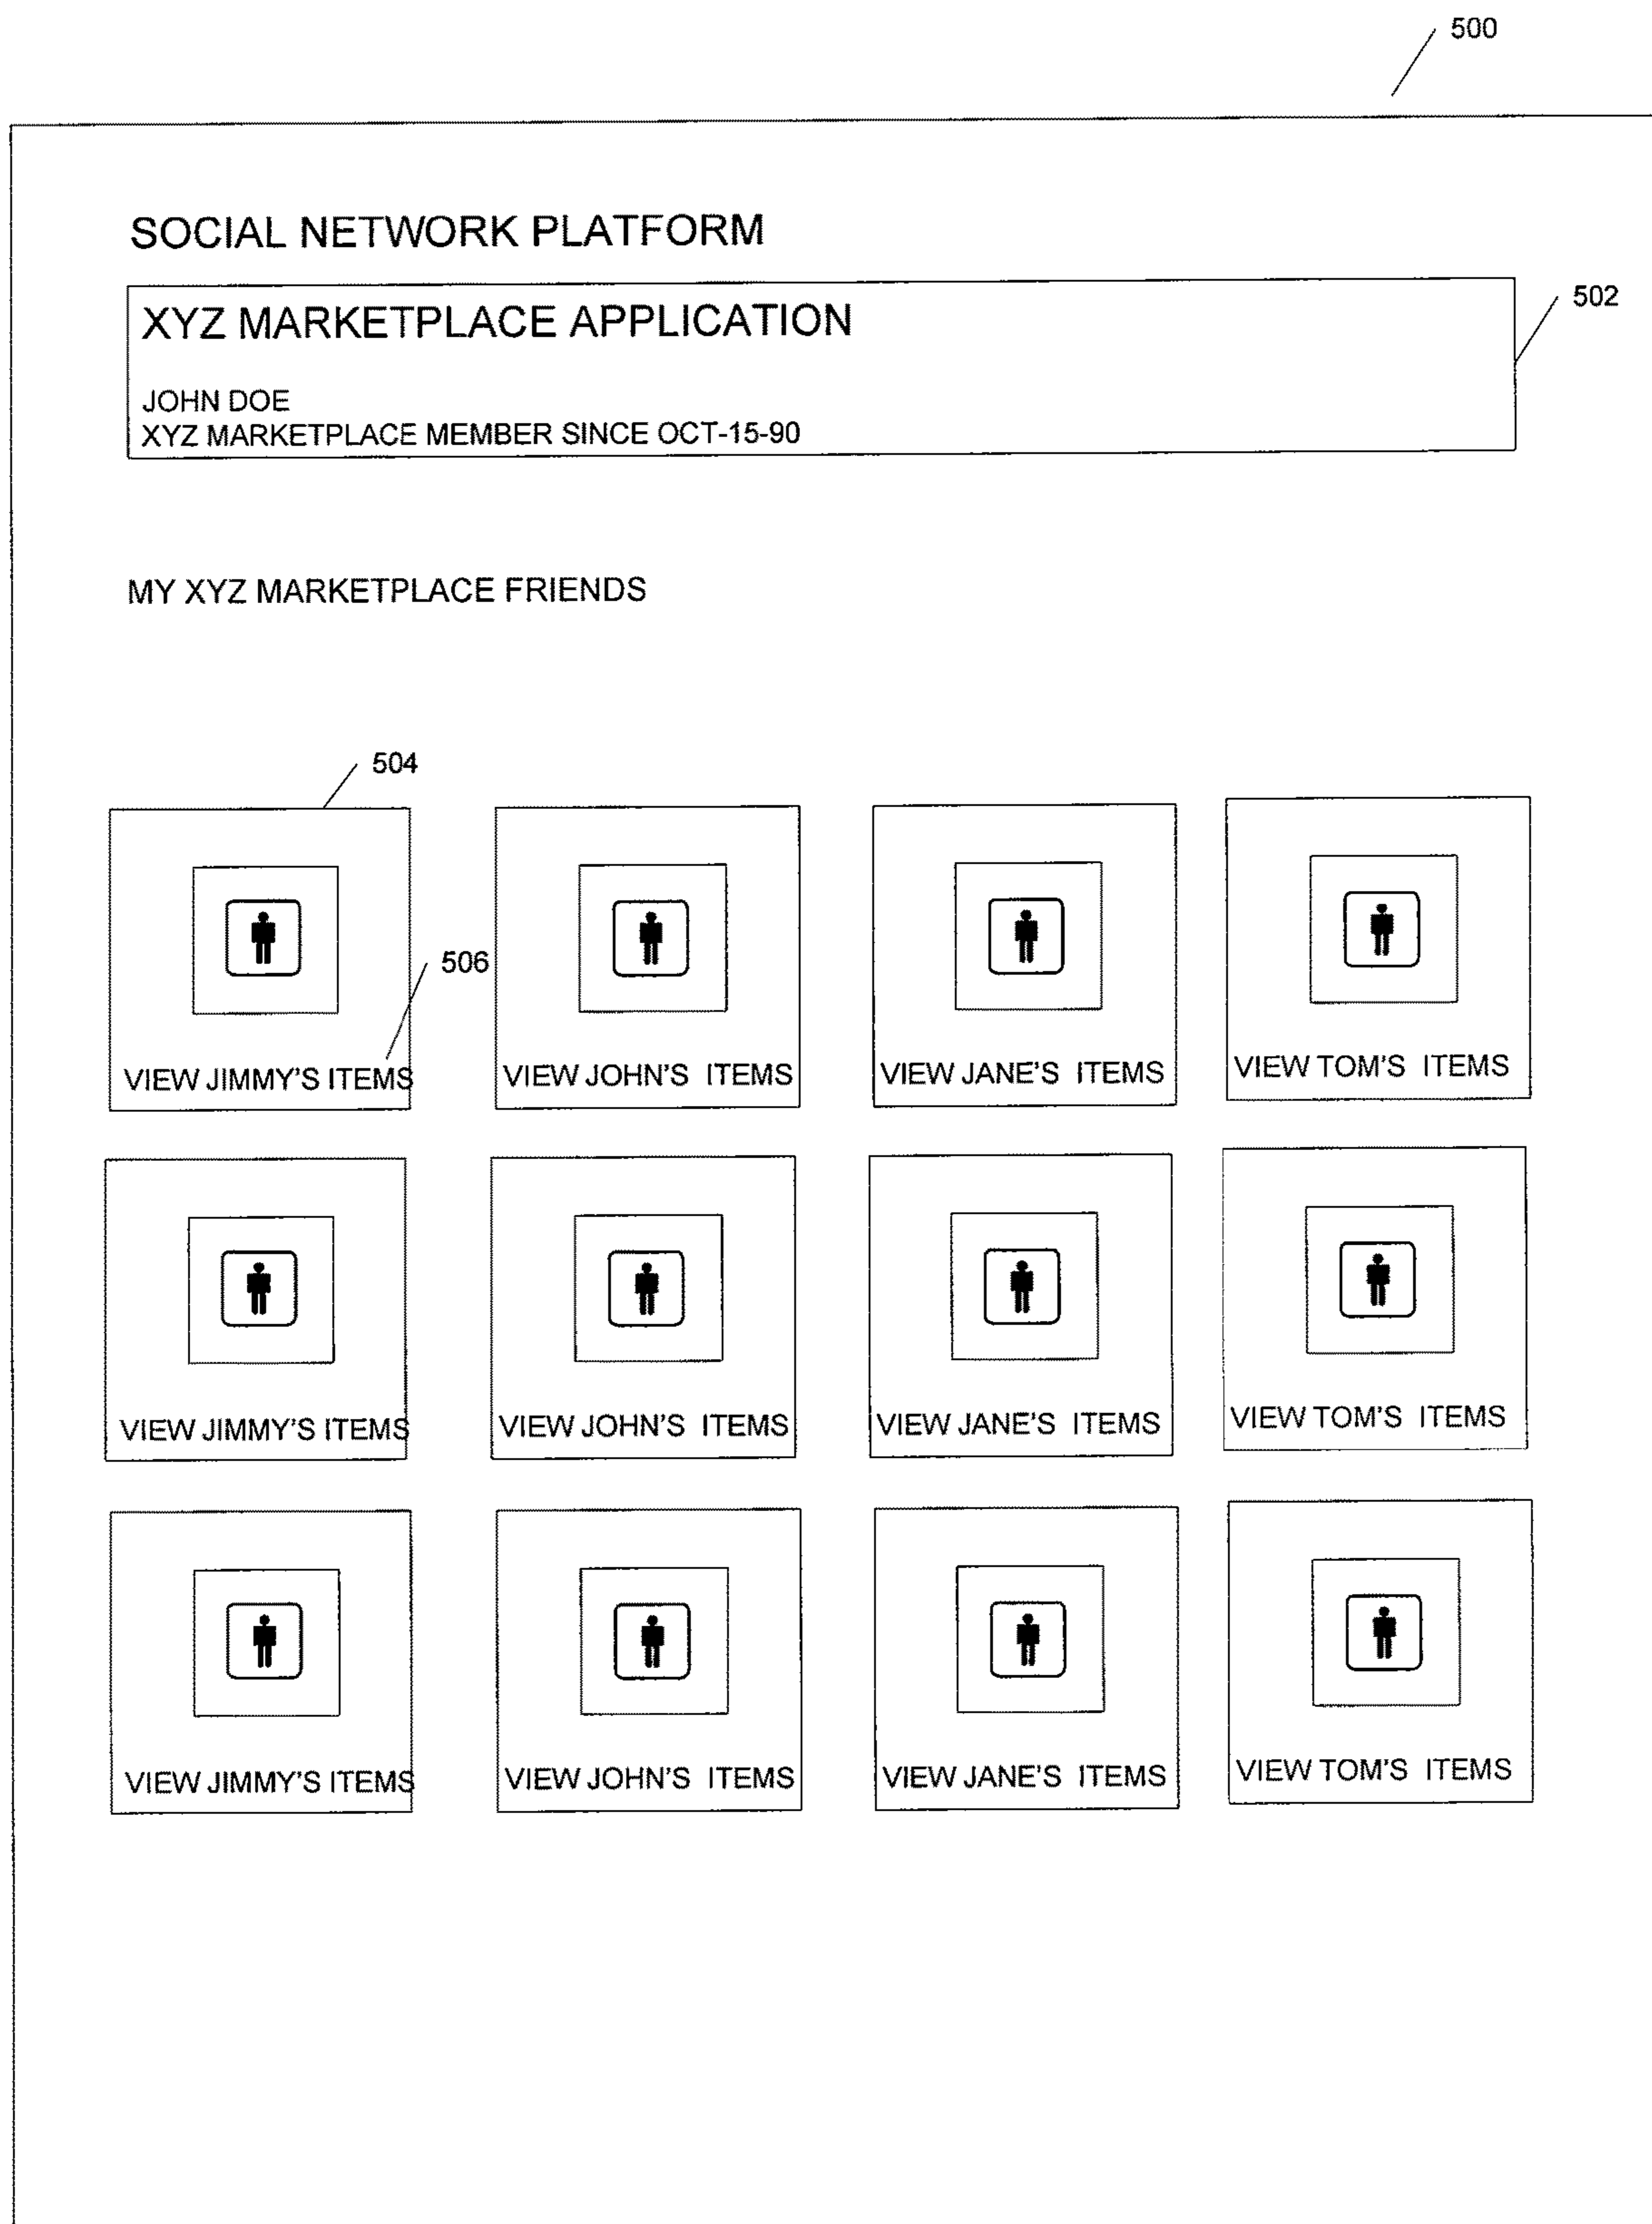 500
SOCIAL NETWORK PLATFORM
XYZ MARKETPLACE APPLICATION
502
JOHN DOE
XYZ MARKETPLACE MEMBER SINCE OCT-15-90
MY XYZ MARKETPLACE FRIENDS
504
506
VIEW JIMMY'S ITEMS
VIEW JOHN'S ITEMS
VIEW JANE'S ITEMS
VIEW TOM'S ITEMS
VIEW JIMMY'S ITEMS
VIEW JOHN'S ITEMS
VIEW JANE'S ITEMS
VIEW TOM'S ITEMS
VIEW JIMMY'S ITEMS
VIEW JOHN'S ITEMS
VIEW JANE'S ITEMS
VIEW TOM'S ITEMS